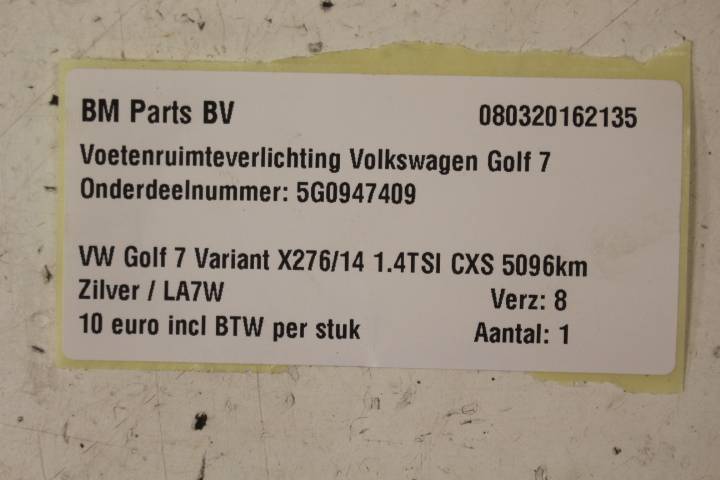 BM Parts BV 080320162135
Voetenruimteverlichting Volkswagen Golf 7
Onderdeelnummer: 5G0947409
VW Golf 7 Variant X276/14 1.4TSI CXS 5096km
Zilver / LA7W Verz: 8
10 euro incl BTW per stuk Aantal: 1